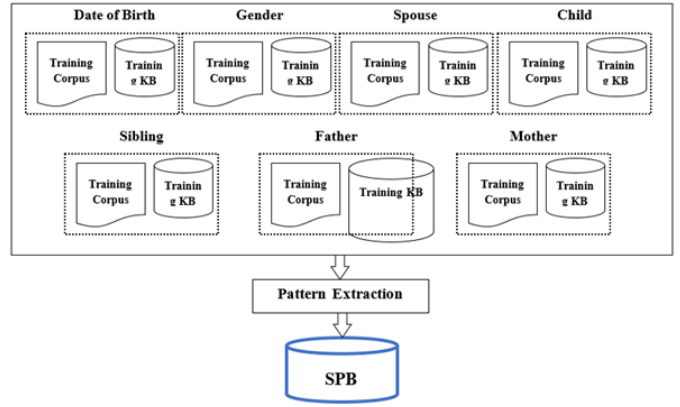 Date of Birth
Gender
Spouse
Child
Training
Corpus
Trainin
g KB
Training
Corpus
Trainin
g KB
Training
Corpus
Trainin
g KB
Training
Corpus
Trainin
g KB
Sibling
Father
Mother
Training
Corpus
Trainin
g KB
Training
Corpus
Training KB
Training
Corpus
Trainin
g KB
Pattern Extraction
SPB